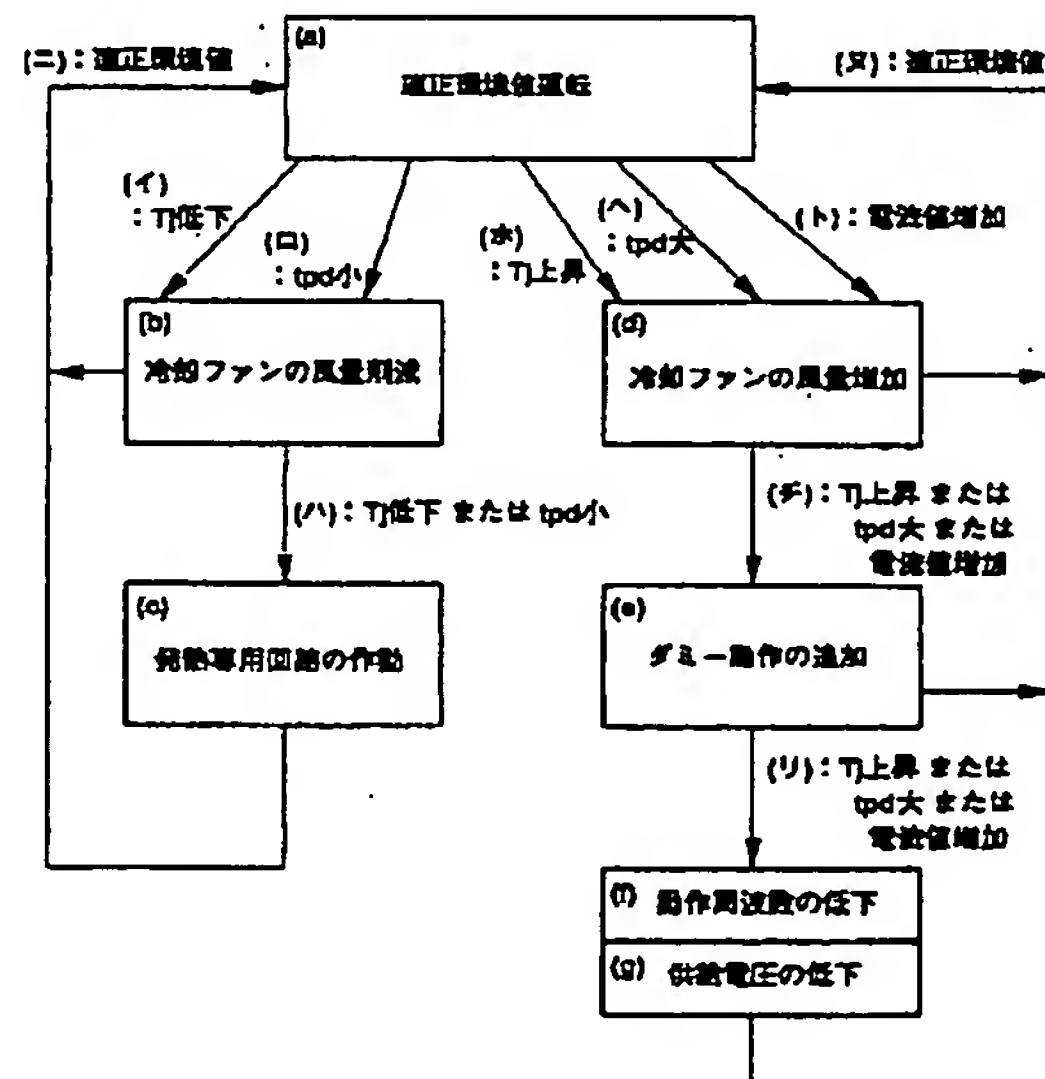 (a)
(ニ)：適正環境値
(ヌ)：適正環境値
適正環境値運転
(イ)
：Tj低下
(ロ)
：tpd小
(ホ)
：Tj上昇
(ヘ)
：tpd大
(ト)：電流値増加
(b)
冷却ファンの風量削減
(d)
冷却ファンの風量増加
(ハ)：Tj低下 または tpd小
(チ)：Tj上昇 または
tpd大 または
電流値増加
(c)
発熱専用回路の作動
(e)
ダミー動作の追加
(リ)：Tj上昇 または
tpd大 または
電流値増加
(f) 動作周波数の低下
(g) 供給電圧の低下